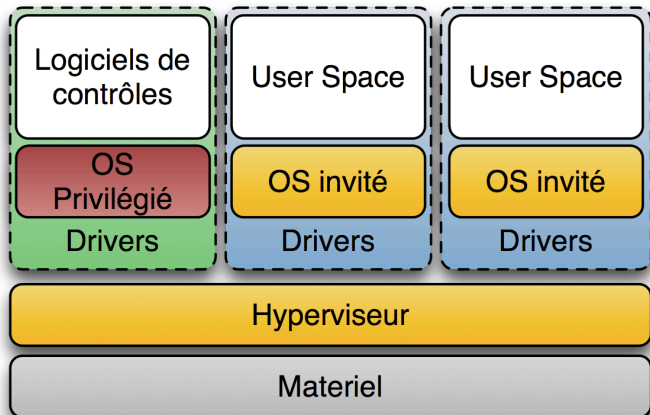 Logiciels de
contrôles
OS
Privilégié
Drivers
User Space
OS invité
Drivers
User Space
OS invité
Drivers
Hyperviseur
Materiel